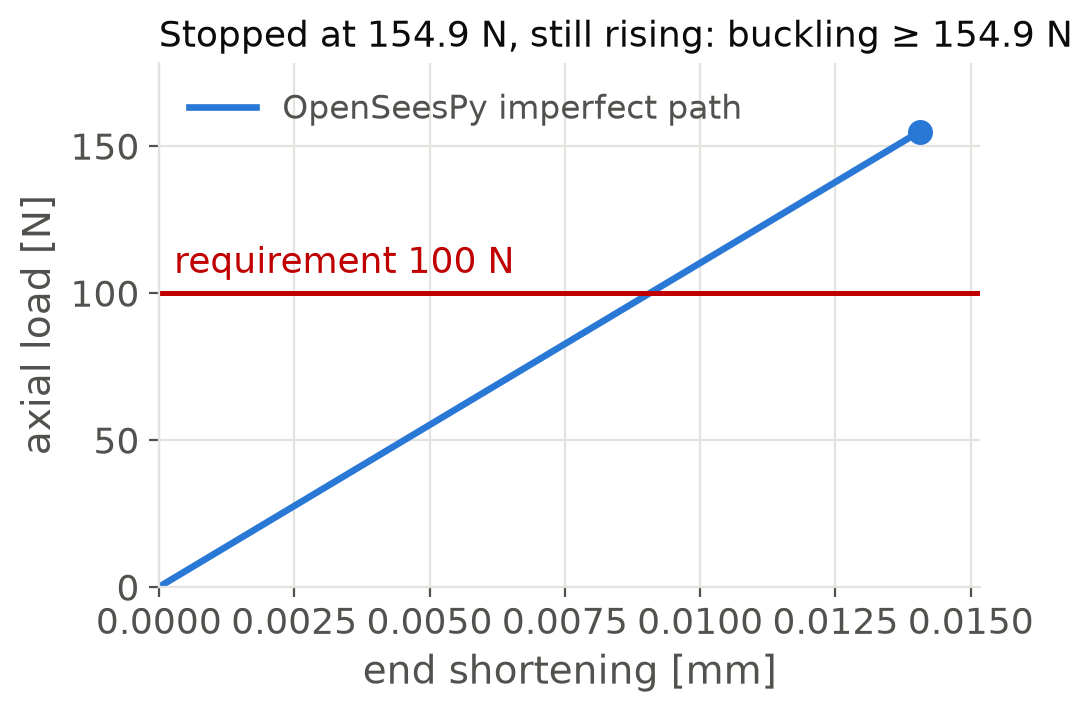 Stopped at 154.9 N, still rising: buckling ≥ 154.9 N
OpenSeesPy imperfect path
150
requirement 100 N
100
50
0
axial load [N]
0.0000 0.0025 0.0050 0.0075 0.0100 0.0125 0.0150
end shortening [mm]